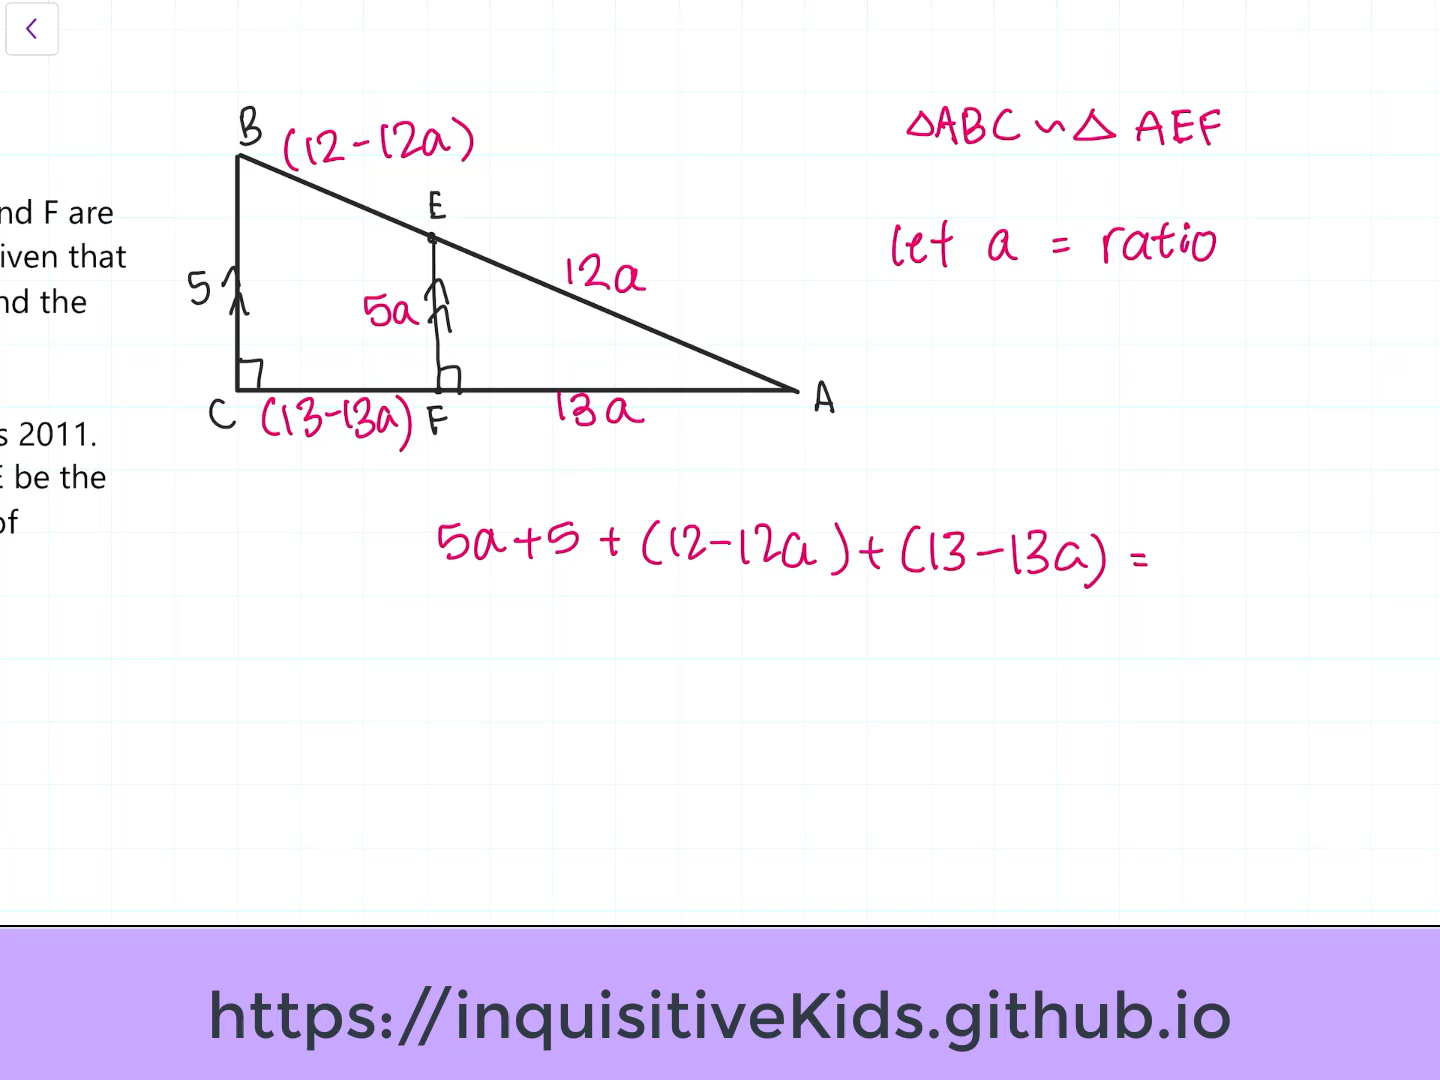 B (12-12a)
ΔABC ∽ Δ AEF
E
nd F are
let a = ratio
iven that
12a
5
5a
nd the
C (13-13a) F 13a A
s 2011.
E be the
of
5a+5 + (12-12a) + (13-13a) =
https://inquisitiveKids.github.io